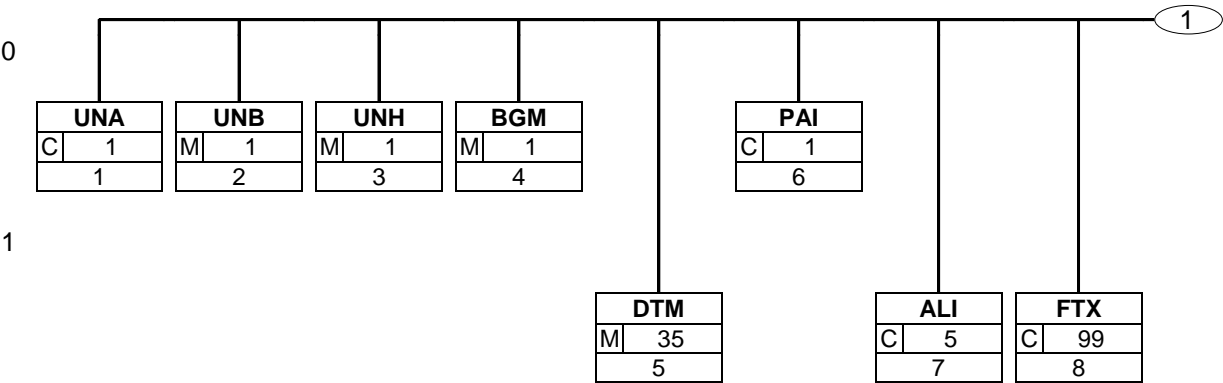 1
0
UNA UNB UNH BGM PAI
C 1 M 1 M 1 M 1 C 1
1 2 3 4 6
1
DTM ALI FTX
M 35 C 5 C 99
5 7 8